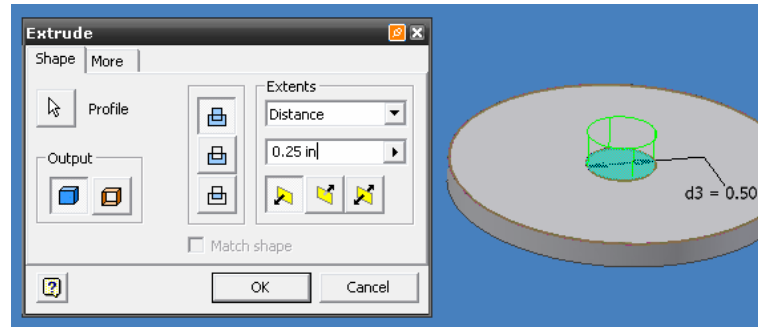 Extrude
Shape More
Profile
Output
Extents
Distance
0.25 in
Match shape
OK Cancel
d3 = 0.50